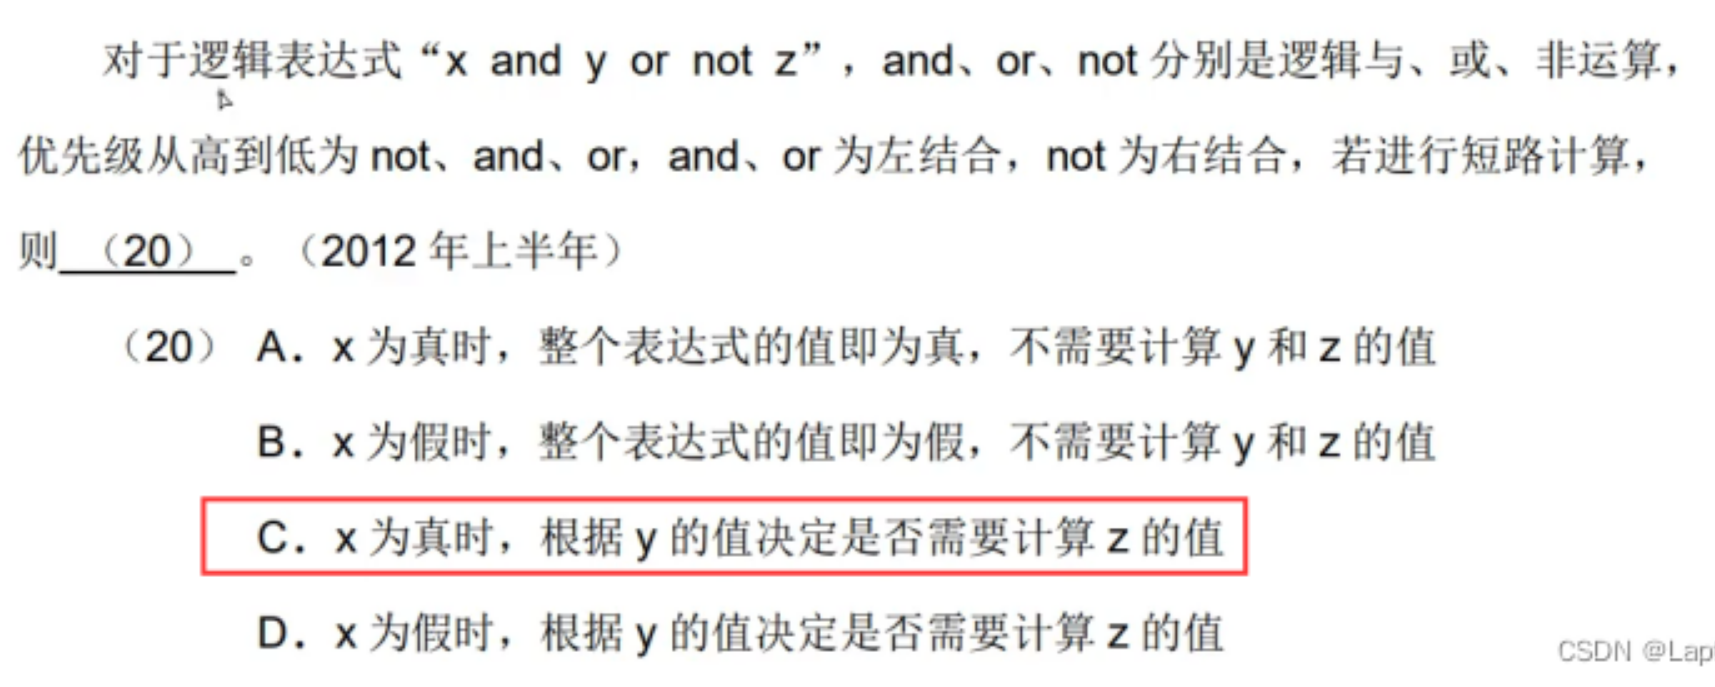 对于逻辑表达式“x and y or not z”，and、or、not 分别是逻辑与、或、非运算，
优先级从高到低为 not、and、or，and、or 为左结合，not 为右结合，若进行短路计算，
则 （20） 。（2012 年上半年）
（20） A．x 为真时，整个表达式的值即为真，不需要计算 y 和 z 的值
B．x 为假时，整个表达式的值即为假，不需要计算 y 和 z 的值
C．x 为真时，根据 y 的值决定是否需要计算 z 的值
D．x 为假时，根据 y 的值决定是否需要计算 z 的值
CSDN @Lap